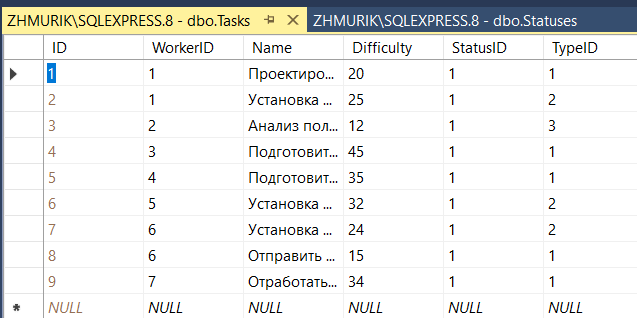 ZHMURIK\SQLEXPRESS.8 - dbo.Tasks ZHMURIK\SQLEXPRESS.8 - dbo.Statuses
ID WorkerID Name Difficulty StatusID TypeID
1 1 Проектиро... 20 1 1
2 1 Установка ... 25 1 2
3 2 Анализ пол... 12 1 3
4 3 Подготовит... 45 1 1
5 4 Подготовит... 35 1 1
6 5 Установка ... 32 1 2
7 6 Установка ... 24 1 2
8 6 Отправить ... 15 1 1
9 7 Отработать... 34 1 1
NULL NULL NULL NULL NULL NULL